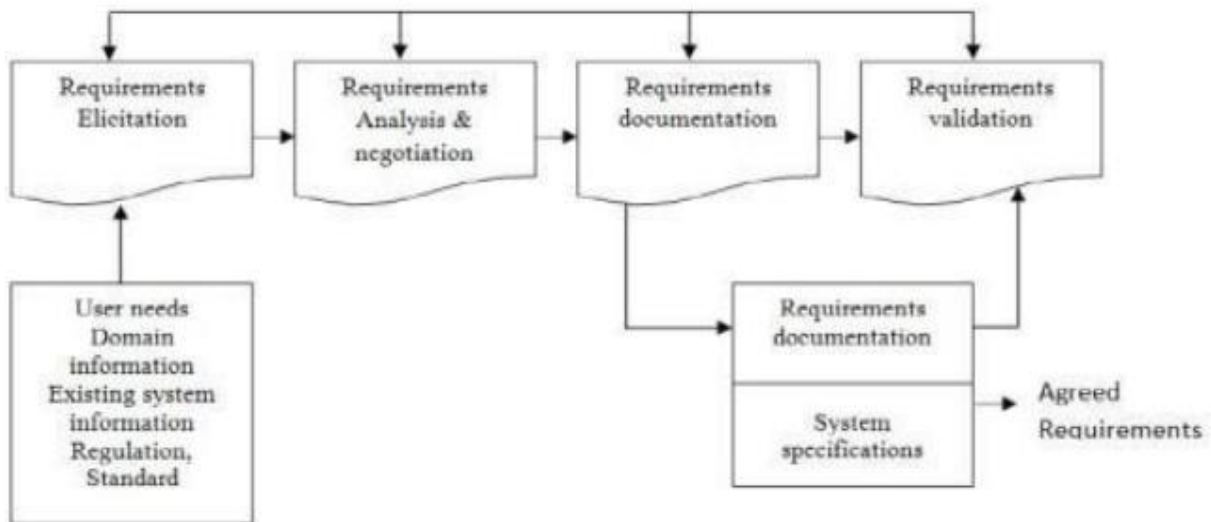 Requirements
Elicitation
Requirements
Analysis &
negotiation
Requirements
documentation
Requirements
validation
User needs
Domain
information
Existing system
information
Regulation,
Standard
Requirements
documentation
System
specifications
Agreed
Requirements